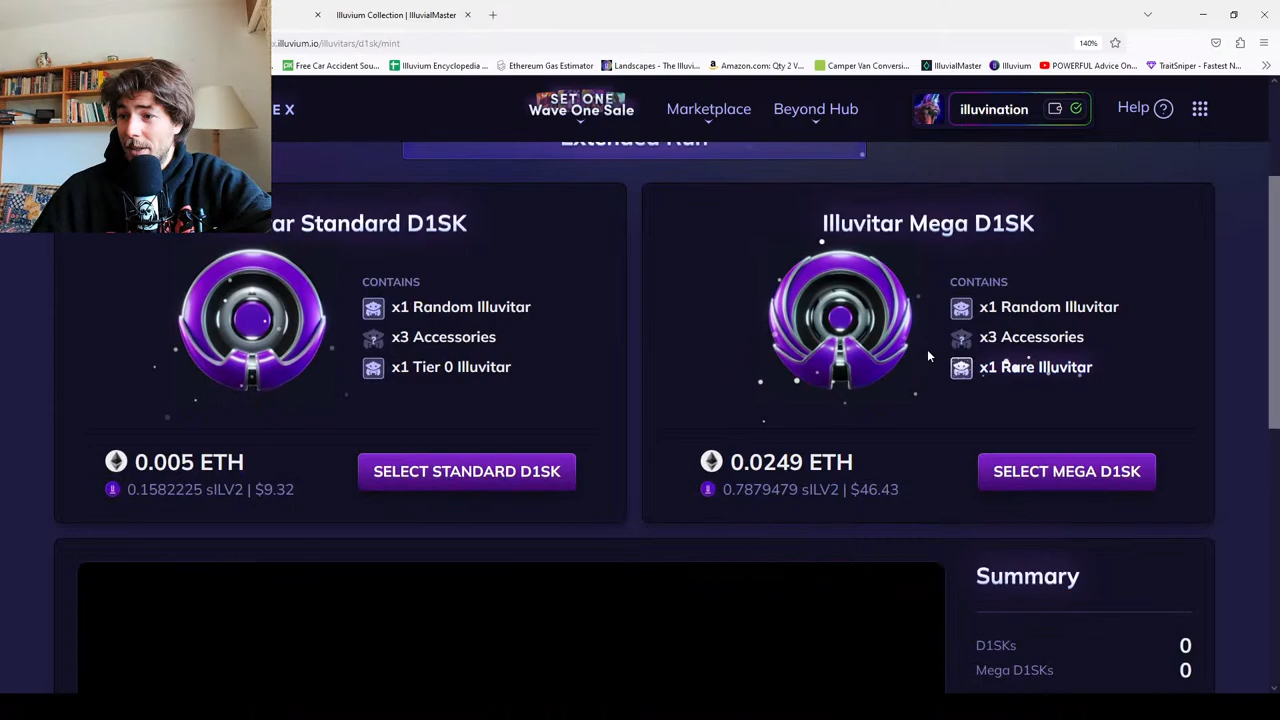 Illuvium Collection | IlluvialMaster
.illuvium.io/illuvitars/d1sk/mint
140%
Free Car Accident Sou...
Illuvium Encyclopedia ...
Ethereum Gas Estimator
Landscapes - The Illuvi...
Amazon.com: Qty 2 V...
Camper Van Conversi...
IlluvialMaster
Illuvium
POWERFUL Advice On...
TraitSniper - Fastest N...
E X
SET ONE
Wave One Sale
Marketplace
Beyond Hub
illuvination
Help
Extended Run
ar Standard D1SK
CONTAINS
x1 Random Illuvitar
x3 Accessories
x1 Tier 0 Illuvitar
0.005 ETH
0.1582225 sILV2 | $9.32
SELECT STANDARD D1SK
Illuvitar Mega D1SK
CONTAINS
x1 Random Illuvitar
x3 Accessories
x1 Rare Illuvitar
0.0249 ETH
0.7879479 sILV2 | $46.43
SELECT MEGA D1SK
Summary
D1SKs 0
Mega D1SKs 0